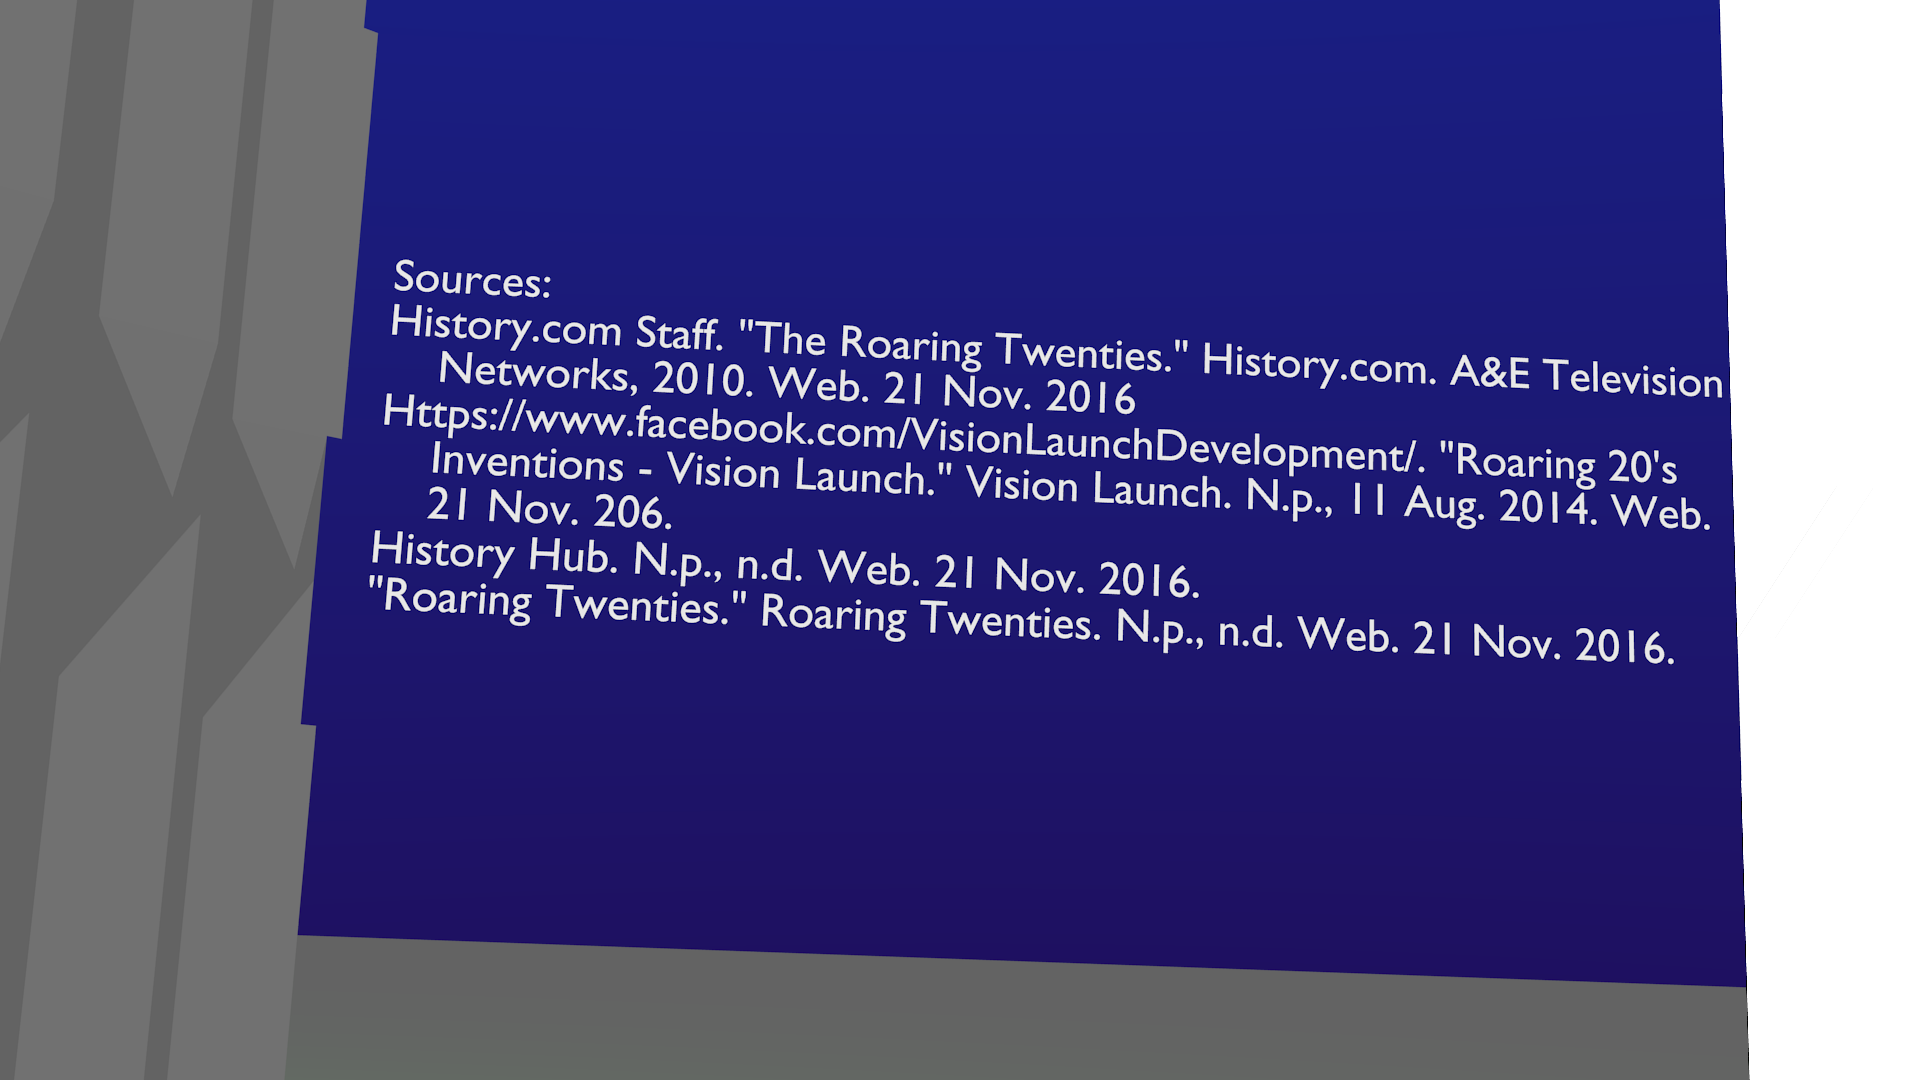 Sources:
History.com Staff. "The Roaring Twenties." History.com. A&E Television
Networks, 2010. Web. 21 Nov. 2016
Https://www.facebook.com/VisionLaunchDevelopment/. "Roaring 20's
Inventions - Vision Launch." Vision Launch. N.p., 11 Aug. 2014. Web.
21 Nov. 206.
History Hub. N.p., n.d. Web. 21 Nov. 2016.
"Roaring Twenties." Roaring Twenties. N.p., n.d. Web. 21 Nov. 2016.